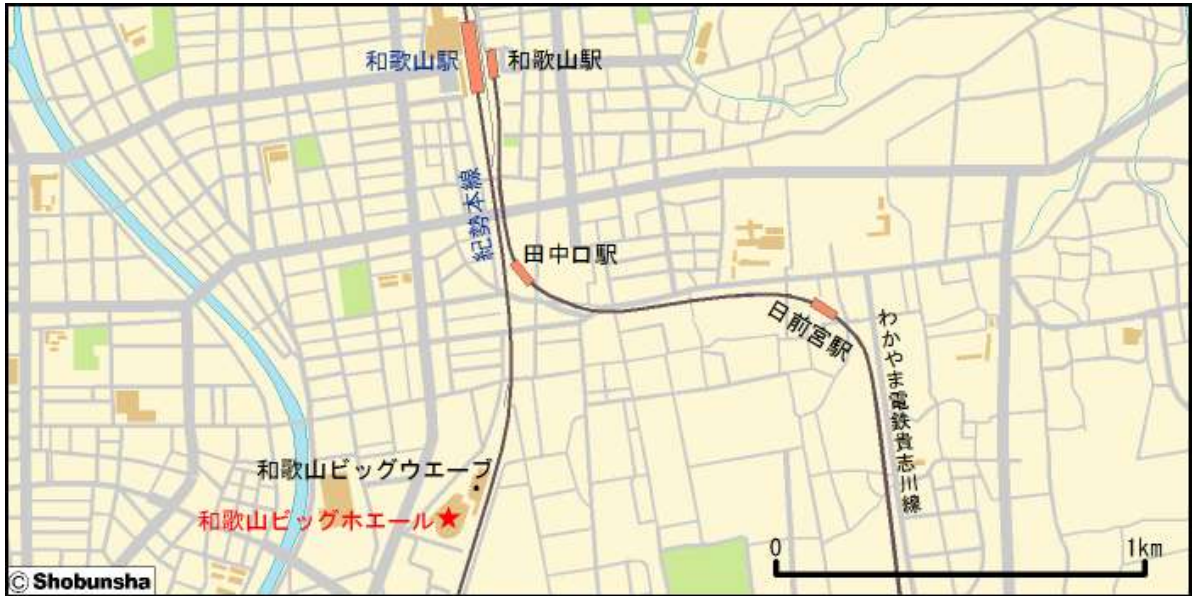 和歌山駅
和歌山駅
紀勢本線
田中口駅
日前宮駅
わかやま電鉄貴志川線
和歌山ビッグウエーブ
和歌山ビッグホエール★
0 1km
© Shobunsha